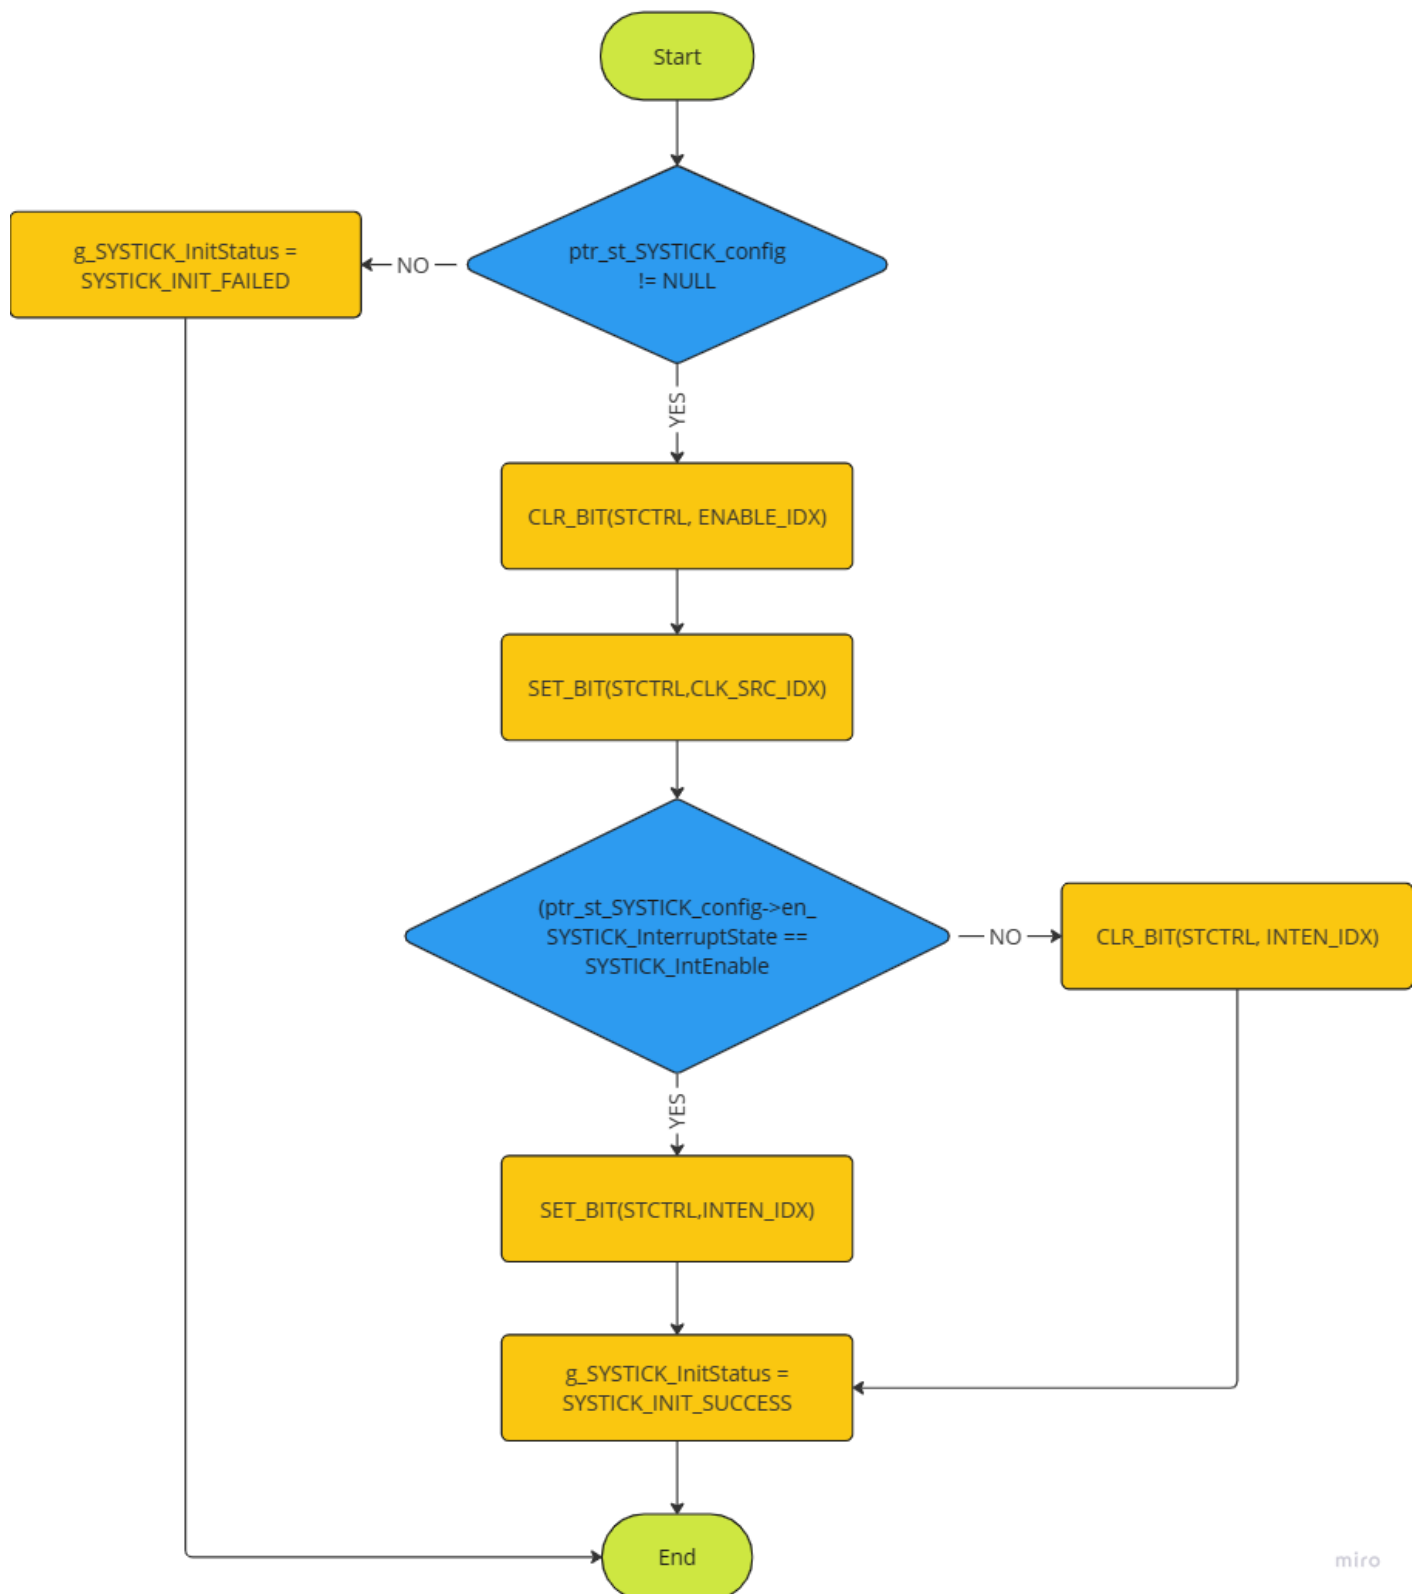 Start
ptr_st_SYSTICK_config
!= NULL
NO
g_SYSTICK_InitStatus =
SYSTICK_INIT_FAILED
YES
CLR_BIT(STCTRL, ENABLE_IDX)
SET_BIT(STCTRL,CLK_SRC_IDX)
(ptr_st_SYSTICK_config->en_
SYSTICK_InterruptState ==
SYSTICK_IntEnable
NO
CLR_BIT(STCTRL, INTEN_IDX)
YES
SET_BIT(STCTRL,INTEN_IDX)
g_SYSTICK_InitStatus =
SYSTICK_INIT_SUCCESS
End
miro